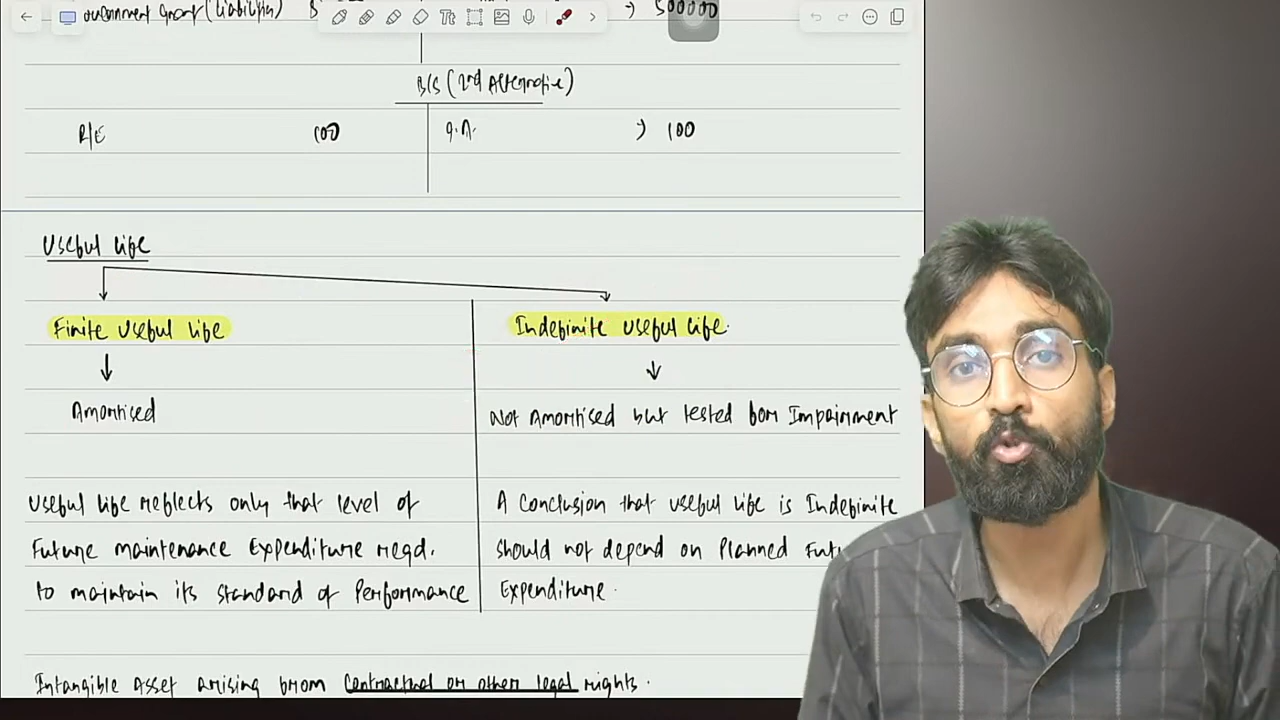 Government Grant (Liabilities) 500000
B/S (2nd Alternative)
R/E 100 100
Useful life
Finite Useful life Indefinite Useful life.
Amortised Not Amortised but tested for Impairment
Useful life reflects only that level of A Conclusion that useful life is Indefinite
Future maintenance Expenditure reqd. should not depend on Planned Futu
to maintain its standard of Performance Expenditure.
Intangible Asset arising from Contractual or other legal rights.